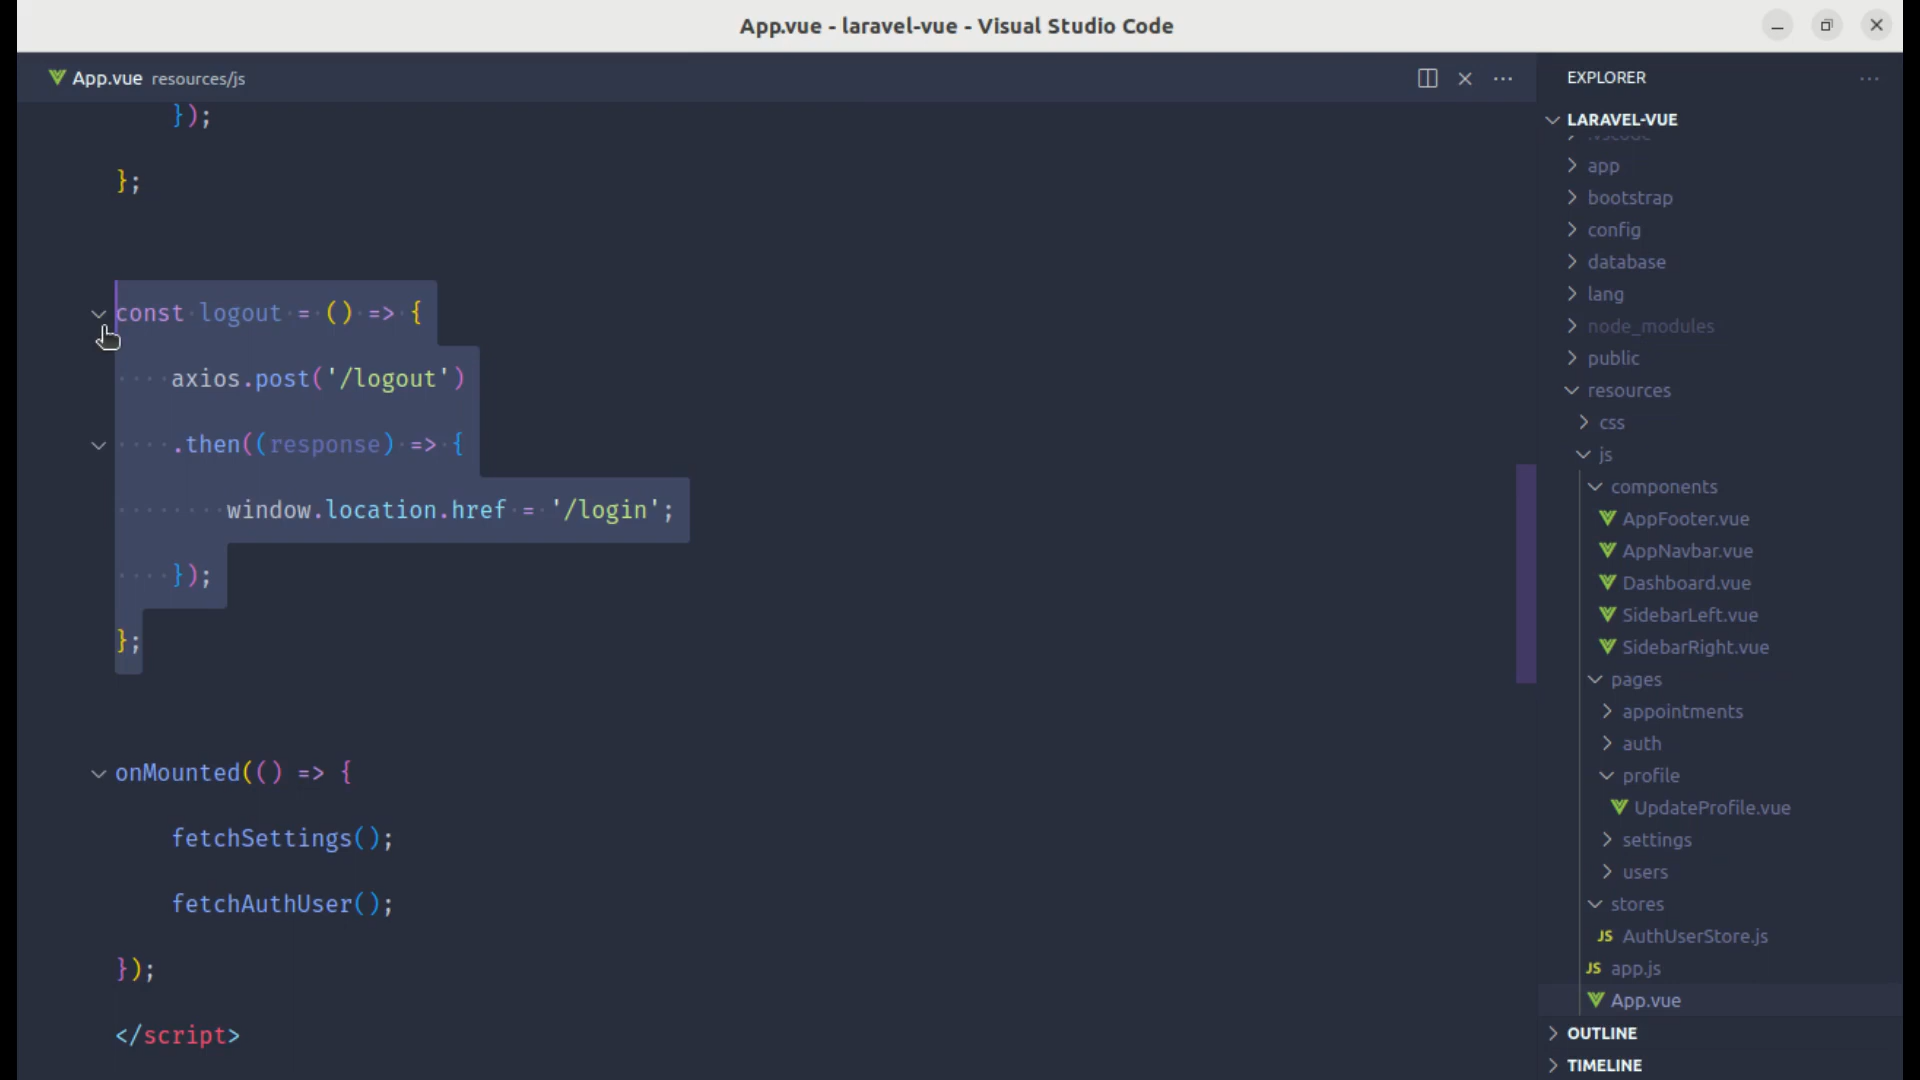 App.vue - laravel-vue - Visual Studio Code
App.vue resources/js
EXPLORER
LARAVEL-VUE
.vscode
app
bootstrap
config
database
lang
node_modules
public
resources
css
js
components
AppFooter.vue
AppNavbar.vue
Dashboard.vue
SidebarLeft.vue
SidebarRight.vue
pages
appointments
auth
profile
UpdateProfile.vue
settings
users
stores
JS AuthUserStore.js
JS app.js
App.vue
OUTLINE
TIMELINE
});
};
const logout = () => {
axios.post('/logout')
.then((response) => {
window.location.href = '/login';
});
};
onMounted(() => {
fetchSettings();
fetchAuthUser();
});
</script>